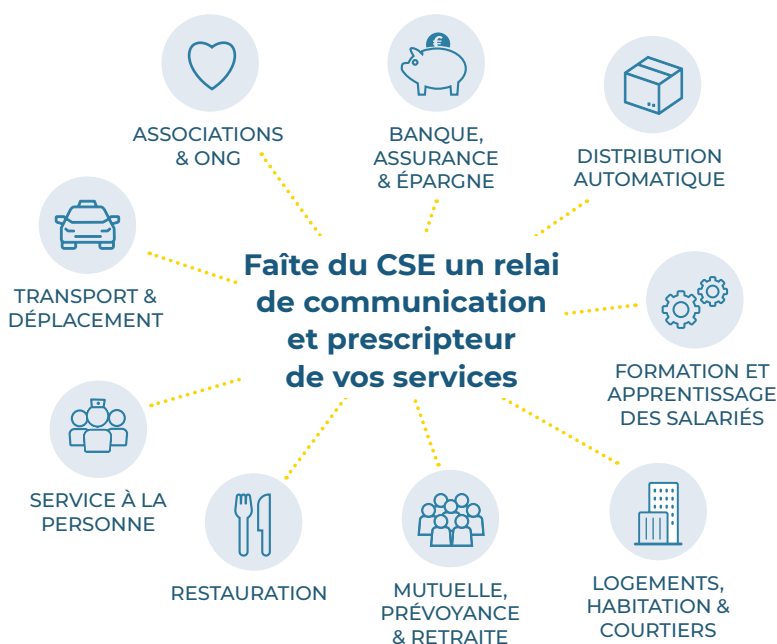 ASSOCIATIONS
& ONG
BANQUE,
ASSURANCE
& ÉPARGNE
DISTRIBUTION
AUTOMATIQUE
TRANSPORT &
DÉPLACEMENT
Faîte du CSE un relai
de communication
et prescripteur
de vos services
FORMATION ET
APPRENTISSAGE
DES SALARIÉS
SERVICE À LA
PERSONNE
RESTAURATION
MUTUELLE,
PRÉVOYANCE
& RETRAITE
LOGEMENTS,
HABITATION &
COURTIERS
€